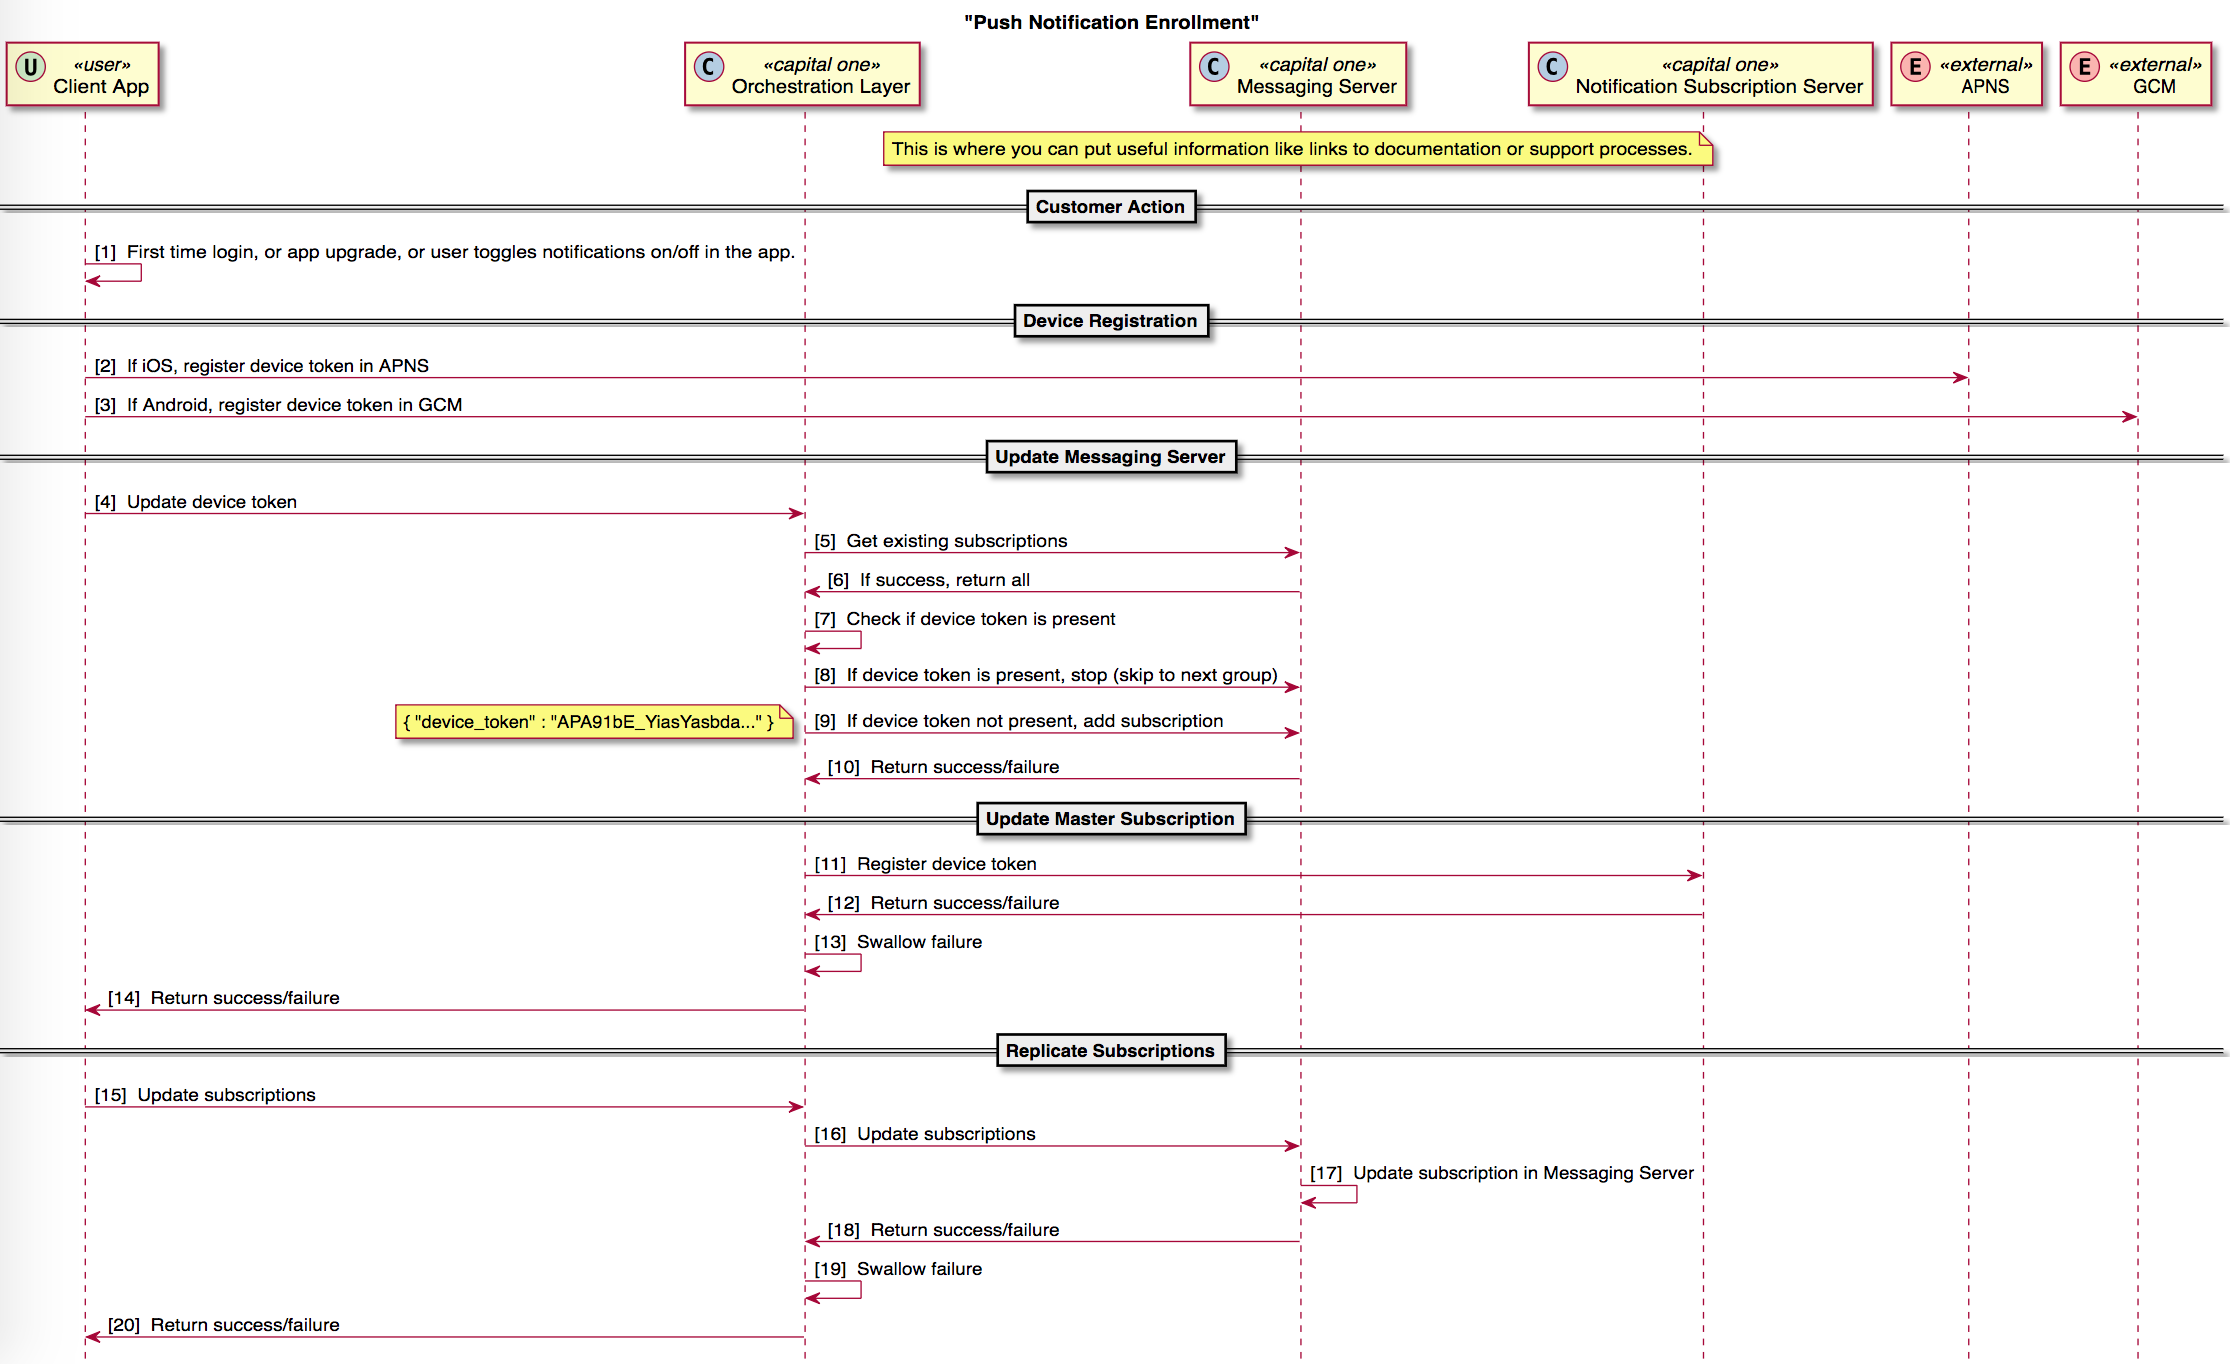 "Push Notification Enrollment"
U «user»
Client App
C «capital one»
Orchestration Layer
C «capital one»
Messaging Server
C «capital one»
Notification Subscription Server
E «external»
APNS
E «external»
GCM
This is where you can put useful information like links to documentation or support processes.
Customer Action
[1] First time login, or app upgrade, or user toggles notifications on/off in the app.
Device Registration
[2] If iOS, register device token in APNS
[3] If Android, register device token in GCM
Update Messaging Server
[4] Update device token
[5] Get existing subscriptions
[6] If success, return all
[7] Check if device token is present
[8] If device token is present, stop (skip to next group)
{ "device_token" : "APA91bE_YiasYasbda..." }
[9] If device token not present, add subscription
[10] Return success/failure
Update Master Subscription
[11] Register device token
[12] Return success/failure
[13] Swallow failure
[14] Return success/failure
Replicate Subscriptions
[15] Update subscriptions
[16] Update subscriptions
[17] Update subscription in Messaging Server
[18] Return success/failure
[19] Swallow failure
[20] Return success/failure